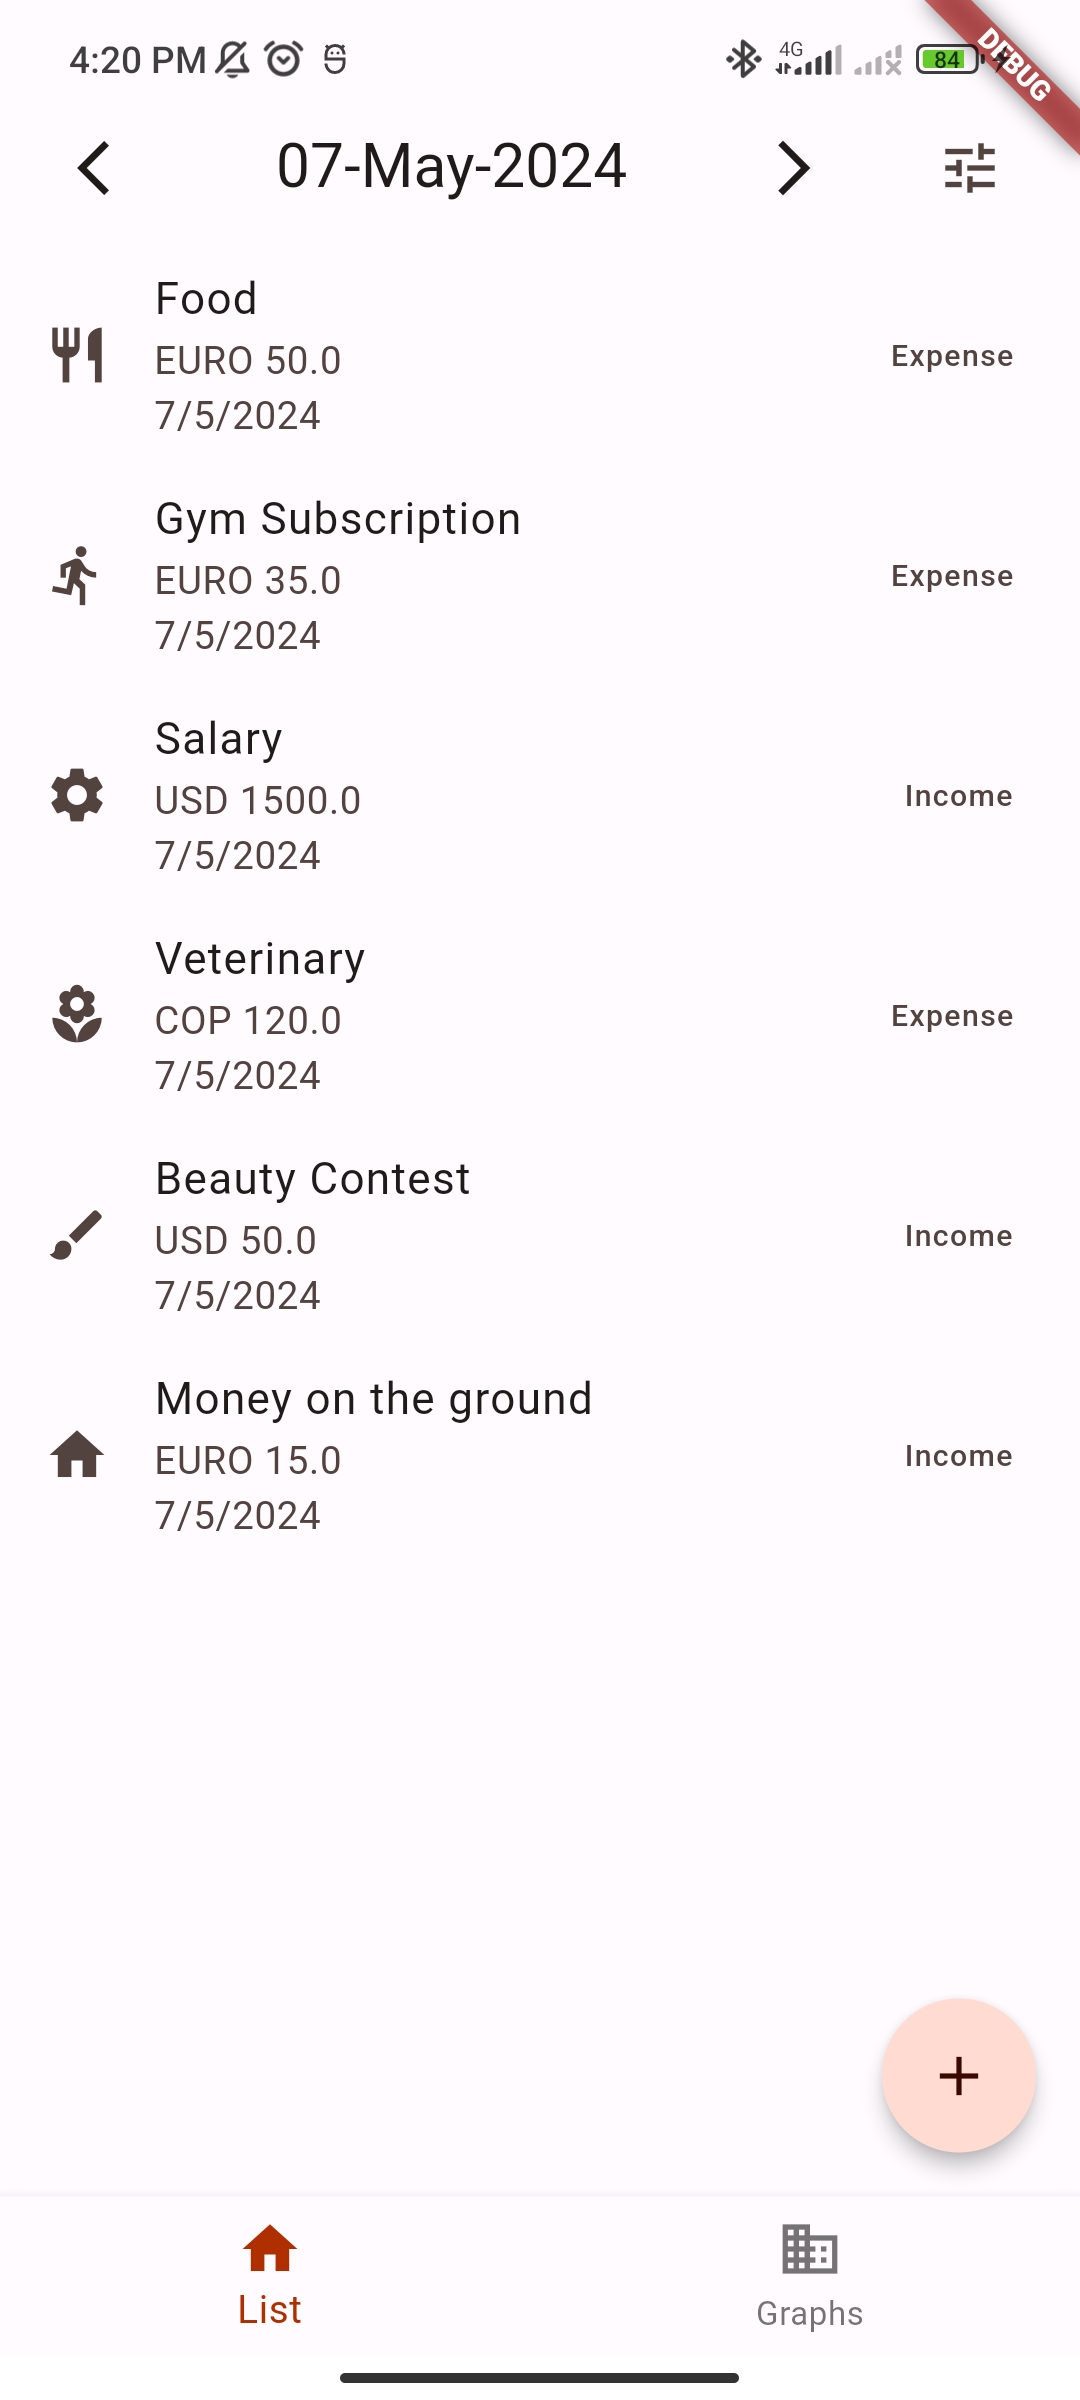 4:20 PM
4G
84
DEBUG
07-May-2024
Food
EURO 50.0
7/5/2024
Expense
Gym Subscription
EURO 35.0
7/5/2024
Expense
Salary
USD 1500.0
7/5/2024
Income
Veterinary
COP 120.0
7/5/2024
Expense
Beauty Contest
USD 50.0
7/5/2024
Income
Money on the ground
EURO 15.0
7/5/2024
Income
List
Graphs